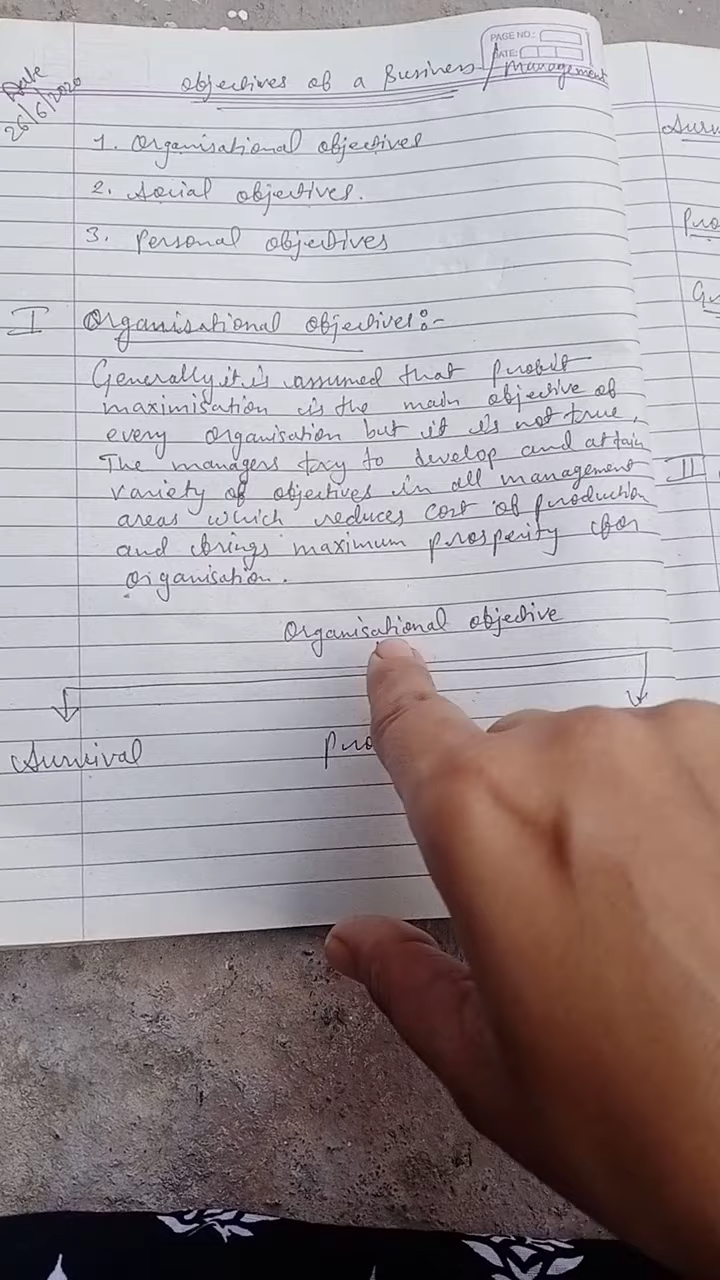 PAGE NO.:
DATE:
Date
26/6/2020
Objectives of a Business / Management
1. Organisational objectives
2. Social objectives.
3. Personal objectives
I Organisational objectives:-
Generally it is assumed that profit
maximisation is the main objective of
every organisation but it is not true.
The managers try to develop and attain
variety of objectives in all management
areas which reduces cost of production
and brings maximum prosperity for
organisation.
Organisational objective
Survival Pro
Surv
Pro
G
II